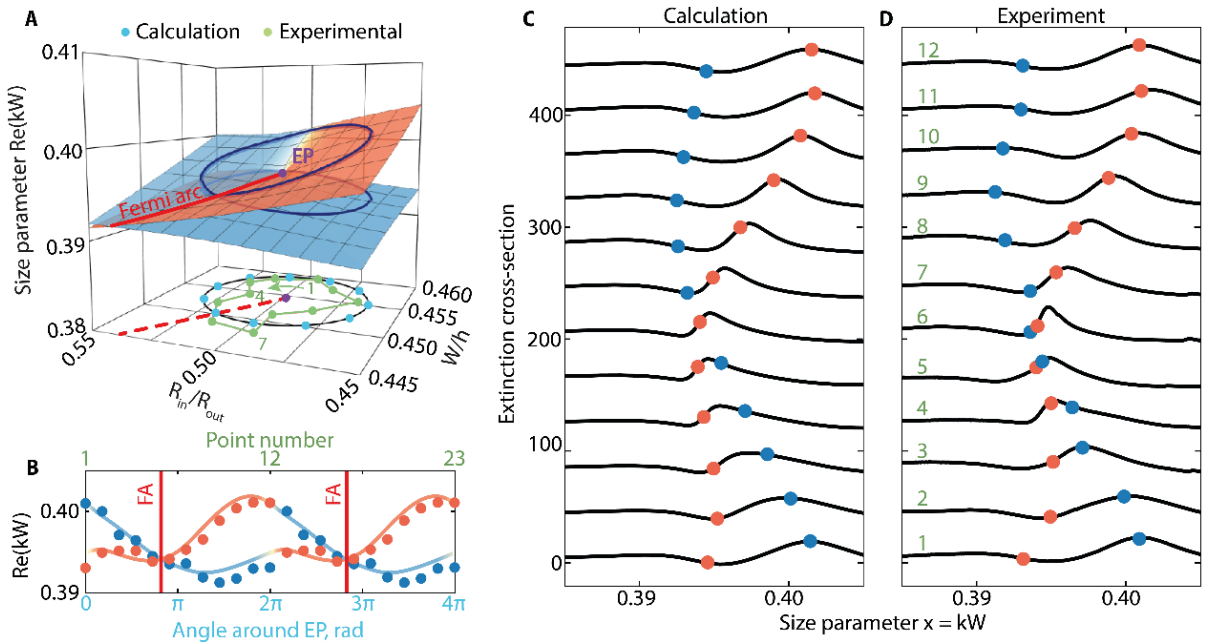 A
Calculation
Experimental
0.41
0.40
0.39
0.38
Size parameter Re(kW)
EP
Fermi arc
1
4
7
0.55
0.50
0.45
R_in/R_out
0.460
0.455
0.450
0.445
W/h
B
Point number
1
12
23
FA
FA
0.40
0.39
Re(kW)
0
π
2π
3π
4π
Angle around EP, rad
C
Calculation
Extinction cross-section
400
300
200
100
0
0.39
0.40
D
Experiment
12
11
10
9
8
7
6
5
4
3
2
1
0.39
0.40
Size parameter x = kW